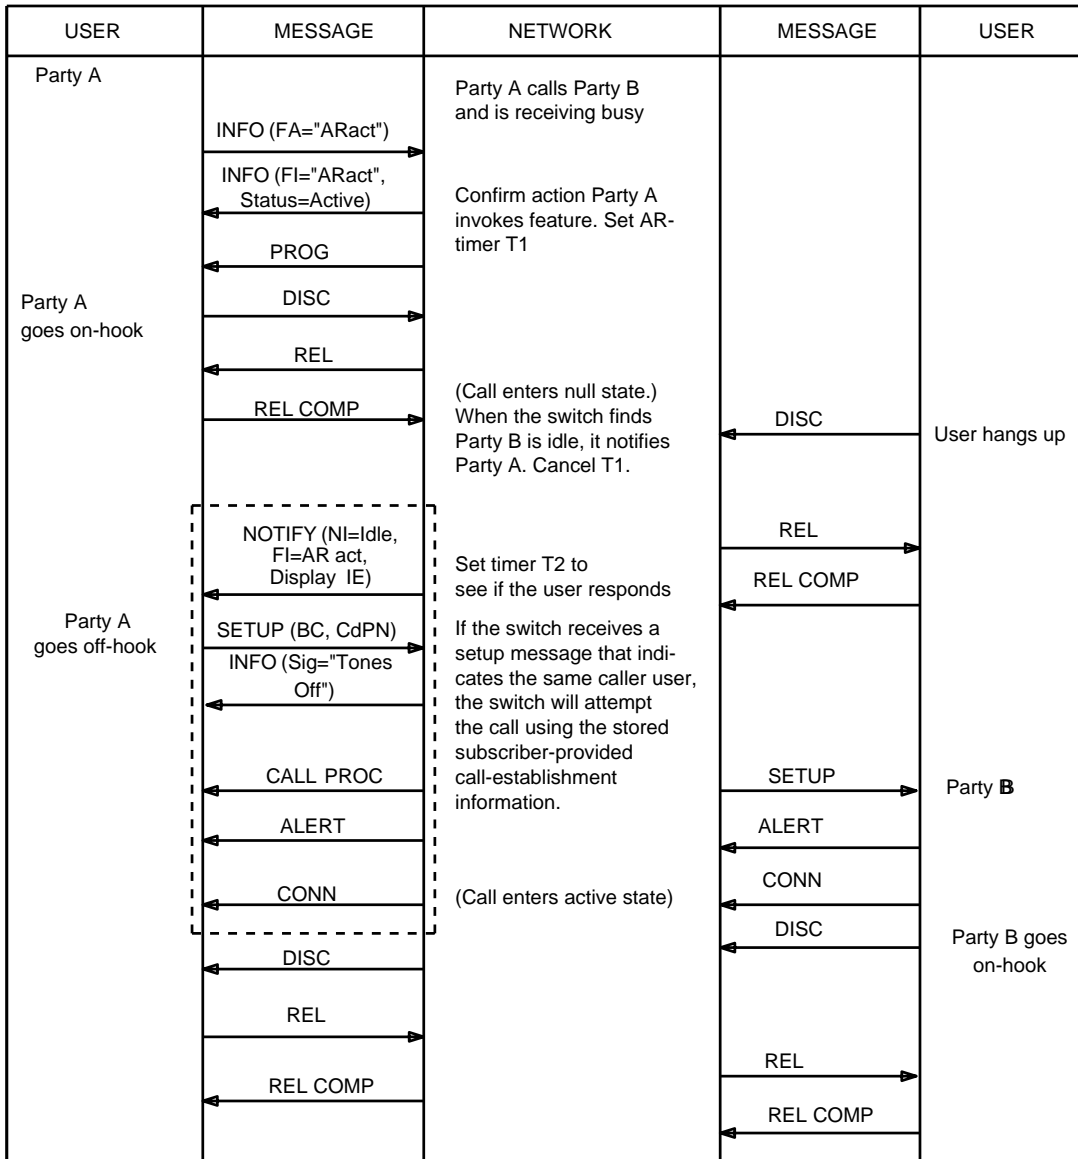 USER MESSAGE NETWORK MESSAGE USER
Party A
Party A calls Party B
and is receiving busy
INFO (FA="ARact")
INFO (FI="ARact",
Status=Active)
Confirm action Party A
invokes feature. Set AR-
timer T1
PROG
Party A
goes on-hook
DISC
REL
REL COMP
(Call enters null state.)
When the switch finds
Party B is idle, it notifies
Party A. Cancel T1.
DISC
User hangs up
NOTIFY (NI=Idle,
FI=AR act,
Display IE)
Set timer T2 to
see if the user responds
REL
REL COMP
Party A
goes off-hook
SETUP (BC, CdPN)
INFO (Sig="Tones
Off")
If the switch receives a
setup message that indi-
cates the same caller user,
the switch will attempt
the call using the stored
subscriber-provided
call-establishment
information.
CALL PROC
SETUP
Party B
ALERT
ALERT
CONN
(Call enters active state)
CONN
DISC
Party B goes
on-hook
DISC
REL
REL
REL COMP
REL COMP